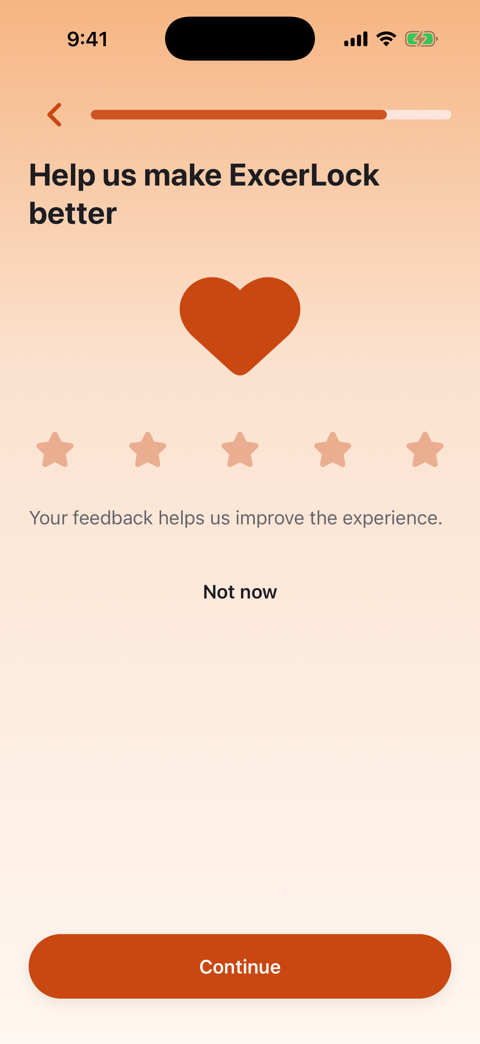 9:41
Help us make ExcerLock
better
Your feedback helps us improve the experience.
Not now
Continue